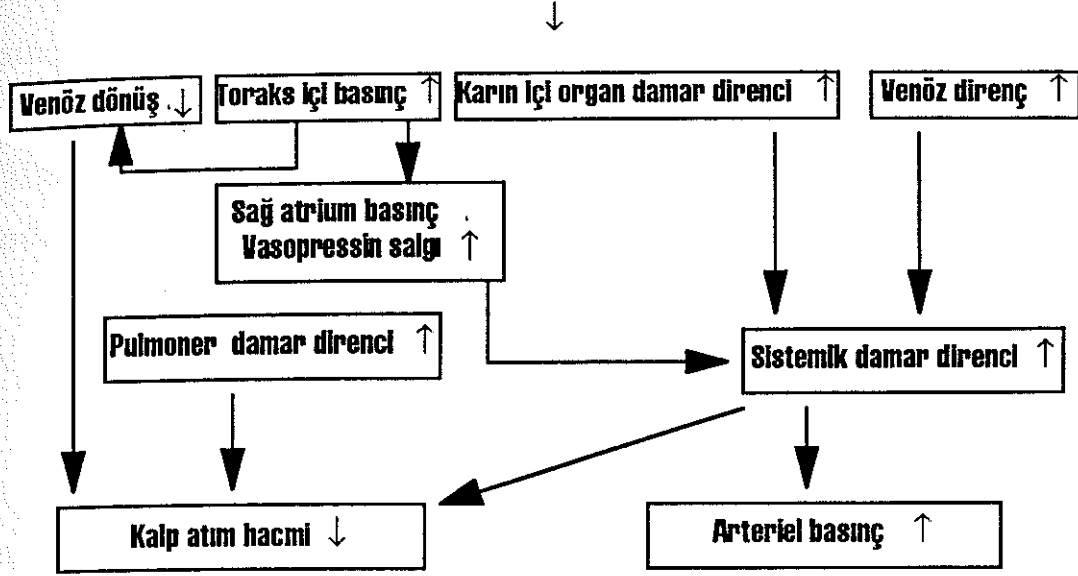 ↓
Venöz dönüş ↓
Toraks içi basınç ↑
Karın içi organ damar direnci ↑
Venöz direnç ↑
Sağ atrium basınç
Vasopressin salgı ↑
Pulmoner damar direnci ↑
Sistemik damar direnci ↑
Kalp atım hacmi ↓
Arteriel basınç ↑